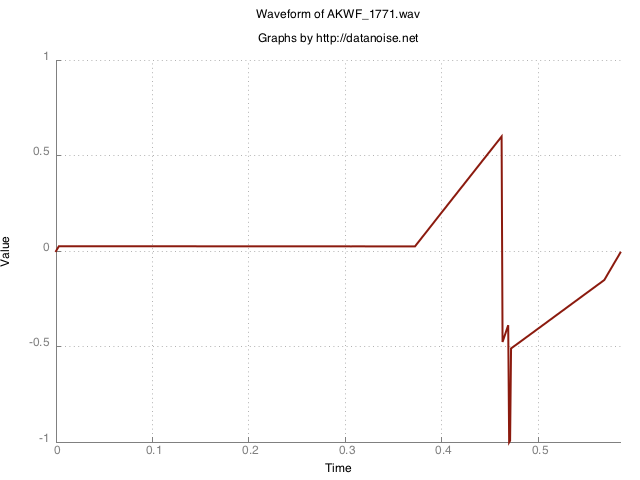 Waveform of AKWF_1771.wav
Graphs by http://datanoise.net
1
0.5
0
-0.5
-1
Value
0 0.1 0.2 0.3 0.4 0.5
Time